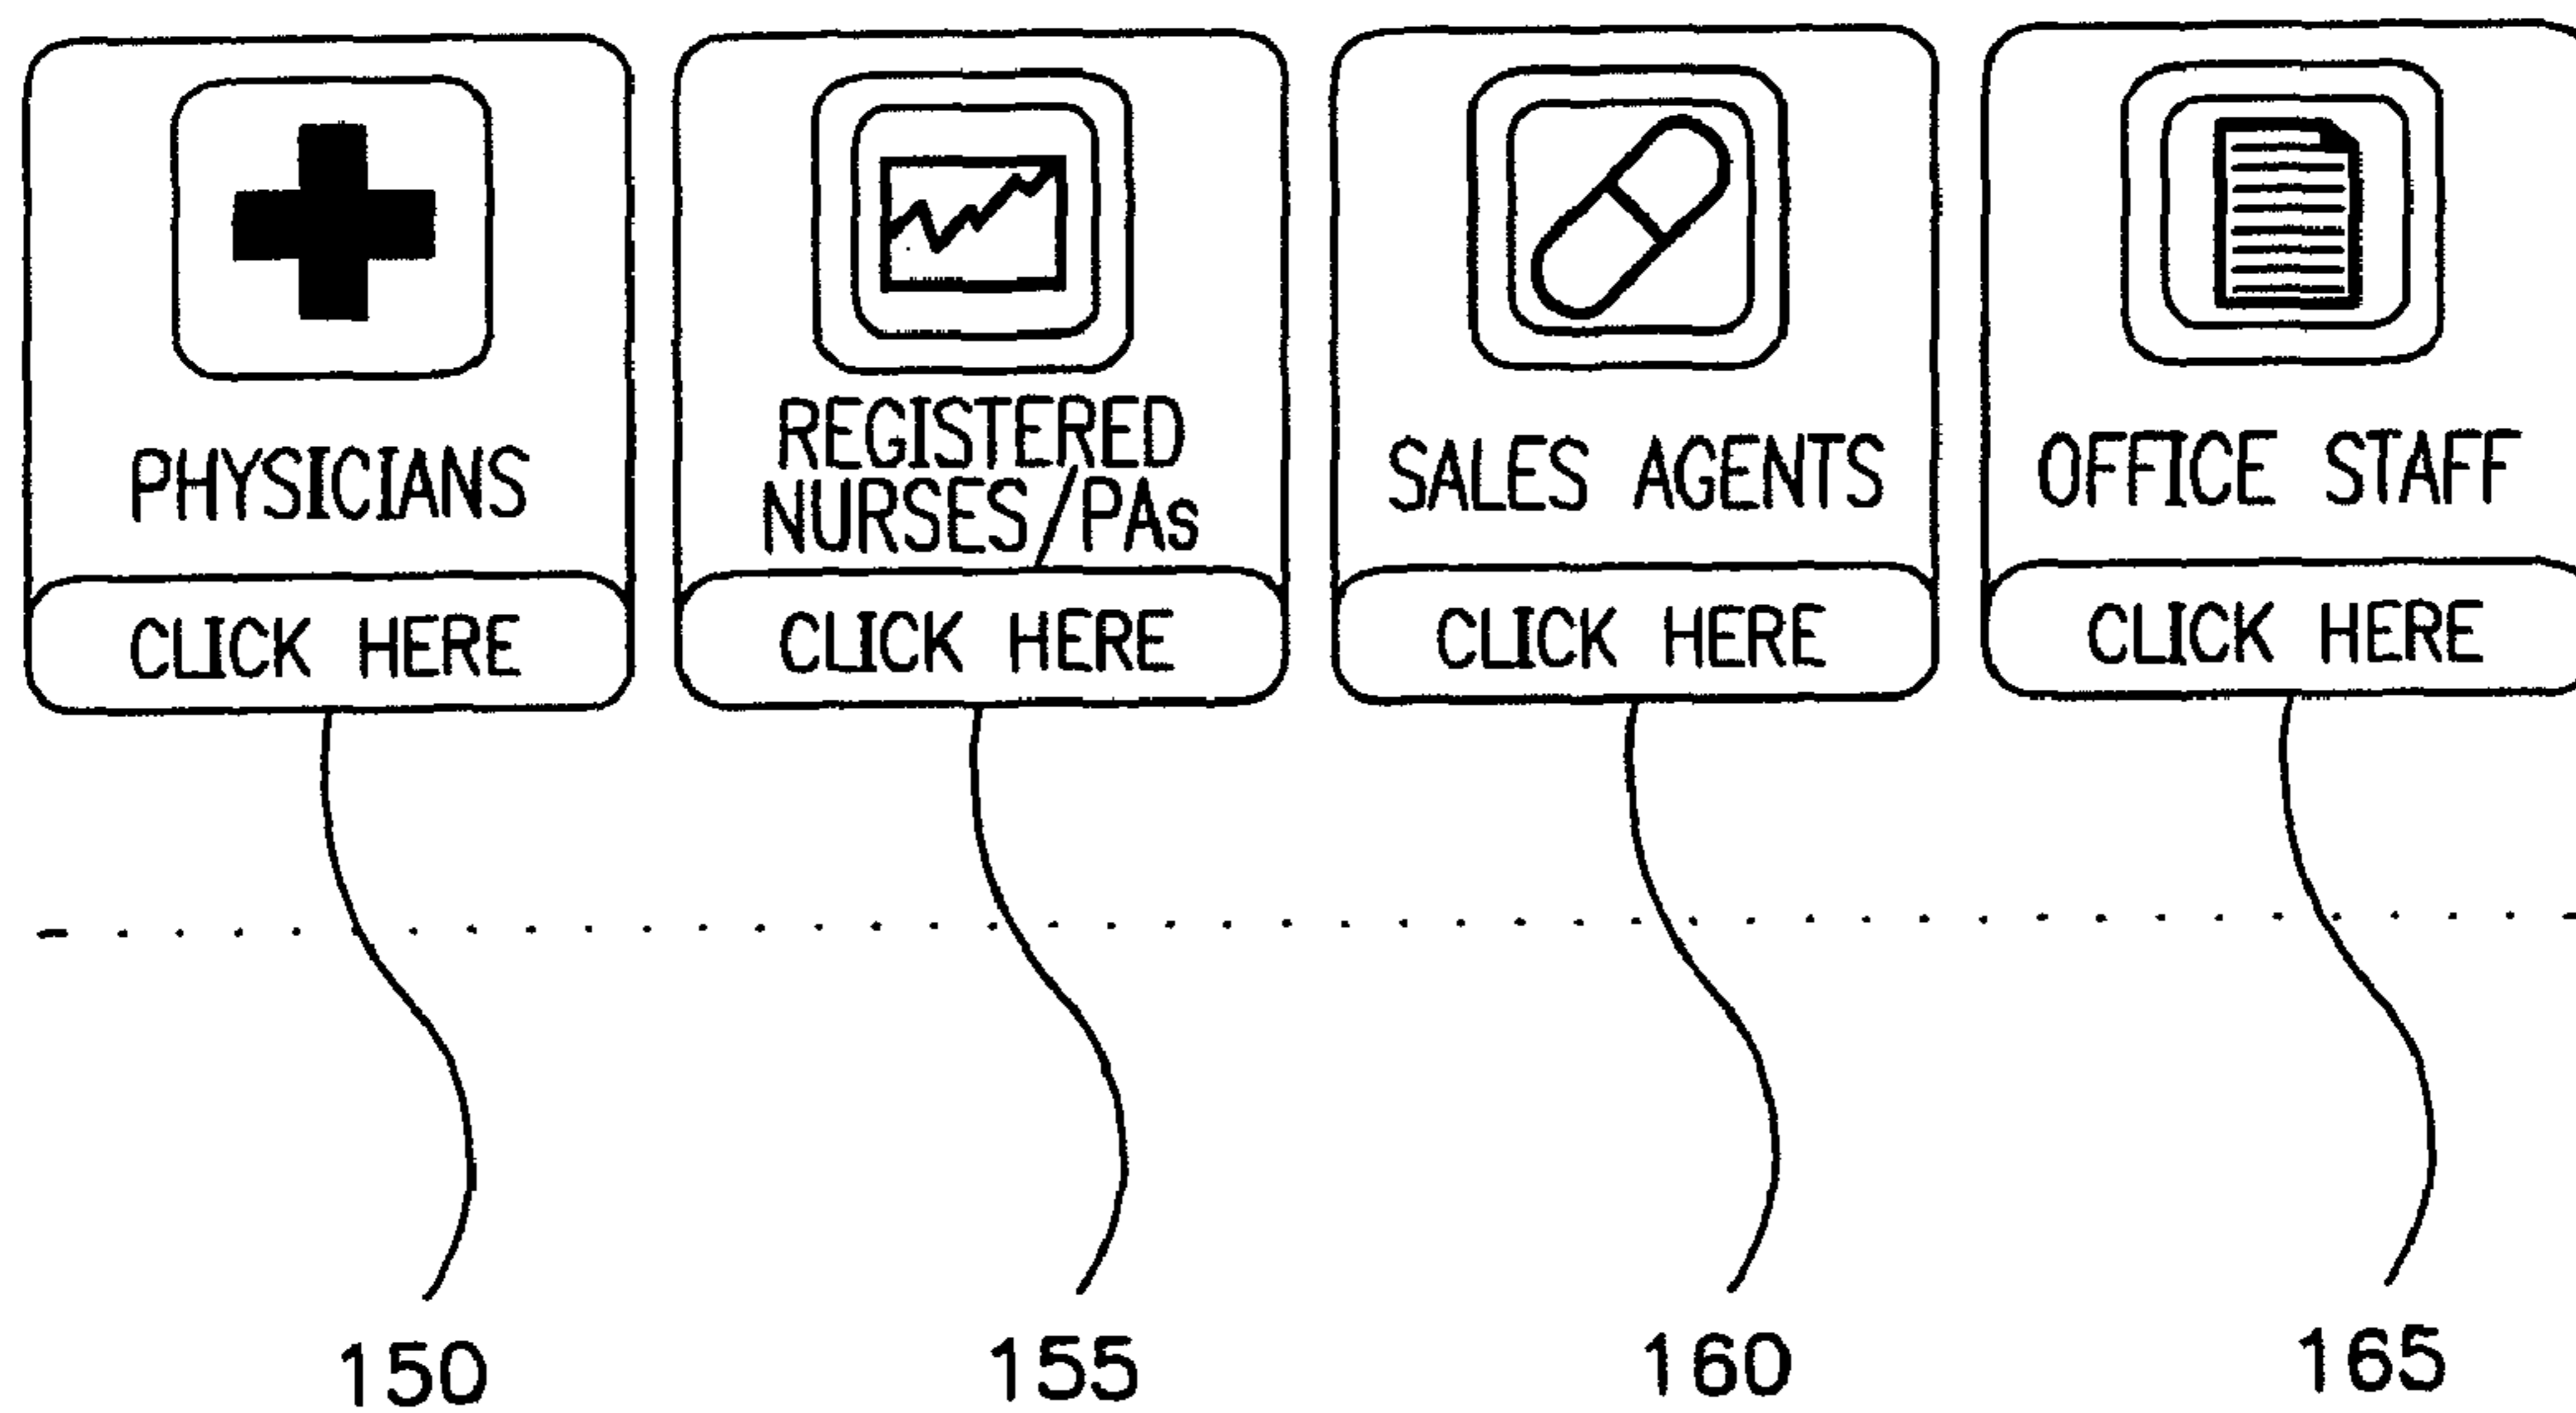 PHYSICIANS
CLICK HERE
REGISTERED
NURSES/PAs
CLICK HERE
SALES AGENTS
CLICK HERE
OFFICE STAFF
CLICK HERE
150
155
160
165